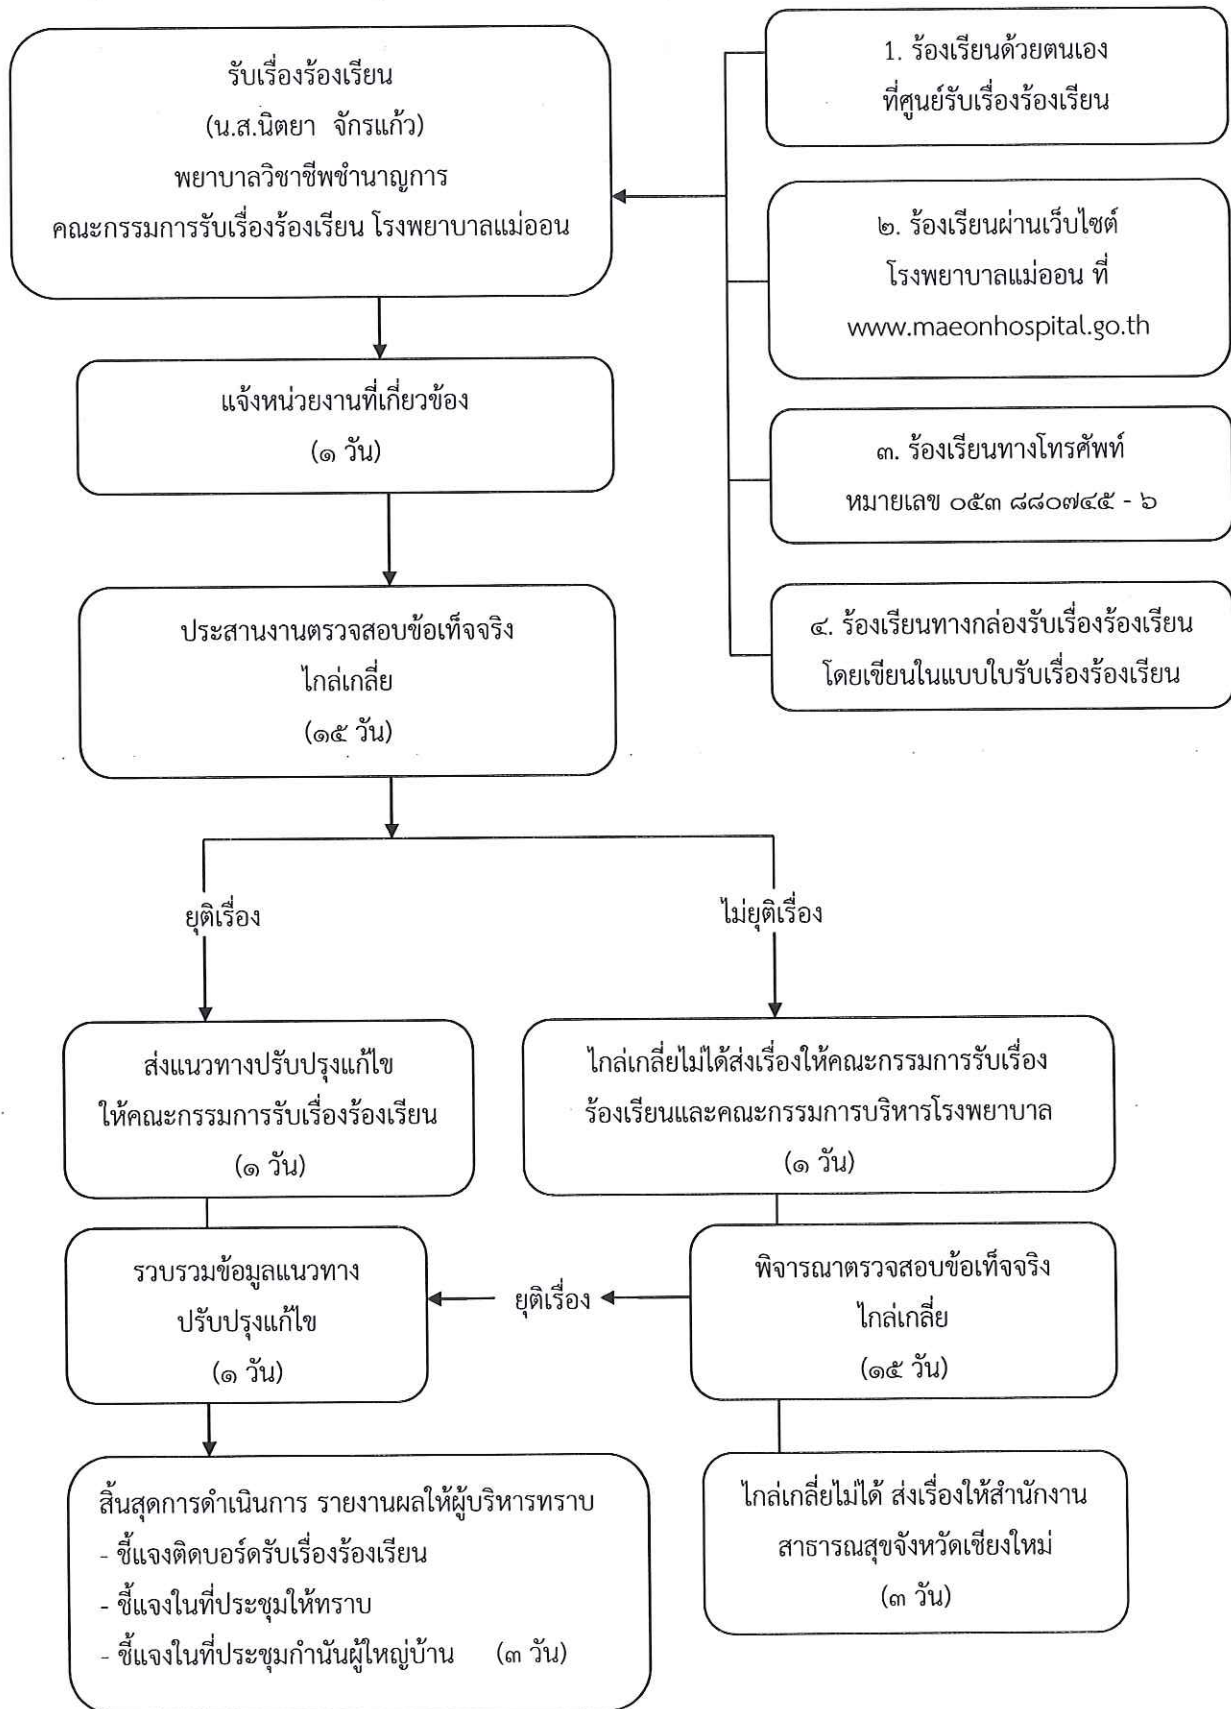 รับเรื่องร้องเรียน
(น.ส.นิตยา จักรแก้ว)
พยาบาลวิชาชีพชำนาญการ
คณะกรรมการรับเรื่องร้องเรียน โรงพยาบาลแม่ออน
1. ร้องเรียนด้วยตนเอง
ที่ศูนย์รับเรื่องร้องเรียน
๒. ร้องเรียนผ่านเว็บไซต์
โรงพยาบาลแม่ออน ที่
www.maeonhospital.go.th
๓. ร้องเรียนทางโทรศัพท์
หมายเลข ๐๕๓ ๘๘๐๗๔๕ - ๖
๔. ร้องเรียนทางกล่องรับเรื่องร้องเรียน
โดยเขียนในแบบใบรับเรื่องร้องเรียน
แจ้งหน่วยงานที่เกี่ยวข้อง
(๑ วัน)
ประสานงานตรวจสอบข้อเท็จจริง
ไกล่เกลี่ย
(๑๕ วัน)
ยุติเรื่อง
ไม่ยุติเรื่อง
ส่งแนวทางปรับปรุงแก้ไข
ให้คณะกรรมการรับเรื่องร้องเรียน
(๑ วัน)
ไกล่เกลี่ยไม่ได้ส่งเรื่องให้คณะกรรมการรับเรื่อง
ร้องเรียนและคณะกรรมการบริหารโรงพยาบาล
(๑ วัน)
รวบรวมข้อมูลแนวทาง
ปรับปรุงแก้ไข
(๑ วัน)
ยุติเรื่อง
พิจารณาตรวจสอบข้อเท็จจริง
ไกล่เกลี่ย
(๑๕ วัน)
สิ้นสุดการดำเนินการ รายงานผลให้ผู้บริหารทราบ
- ชี้แจงติดบอร์ดรับเรื่องร้องเรียน
- ชี้แจงในที่ประชุมให้ทราบ
- ชี้แจงในที่ประชุมกำนันผู้ใหญ่บ้าน (๓ วัน)
ไกล่เกลี่ยไม่ได้ ส่งเรื่องให้สำนักงาน
สาธารณสุขจังหวัดเชียงใหม่
(๓ วัน)